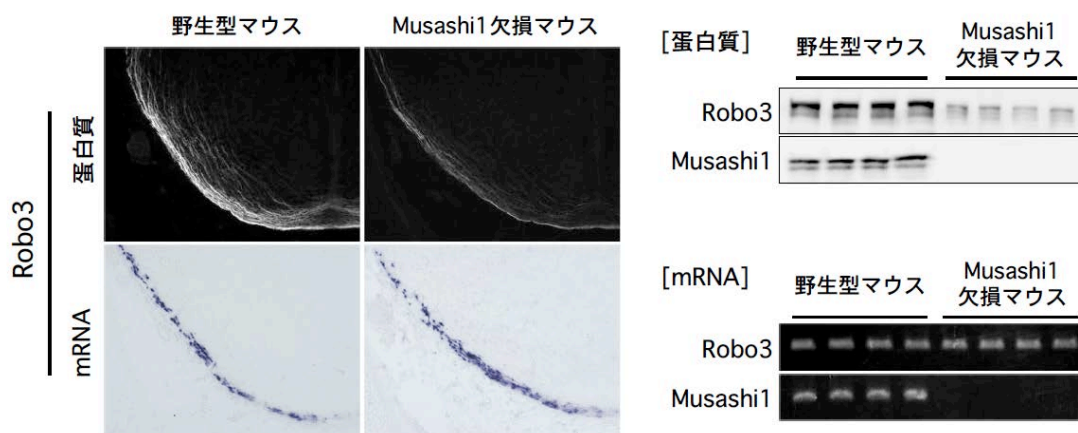 野生型マウス
Musashi1欠損マウス
Robo3
蛋白質
mRNA
[蛋白質]
野生型マウス
Musashi1
欠損マウス
Robo3
Musashi1
[mRNA]
野生型マウス
Musashi1
欠損マウス
Robo3
Musashi1